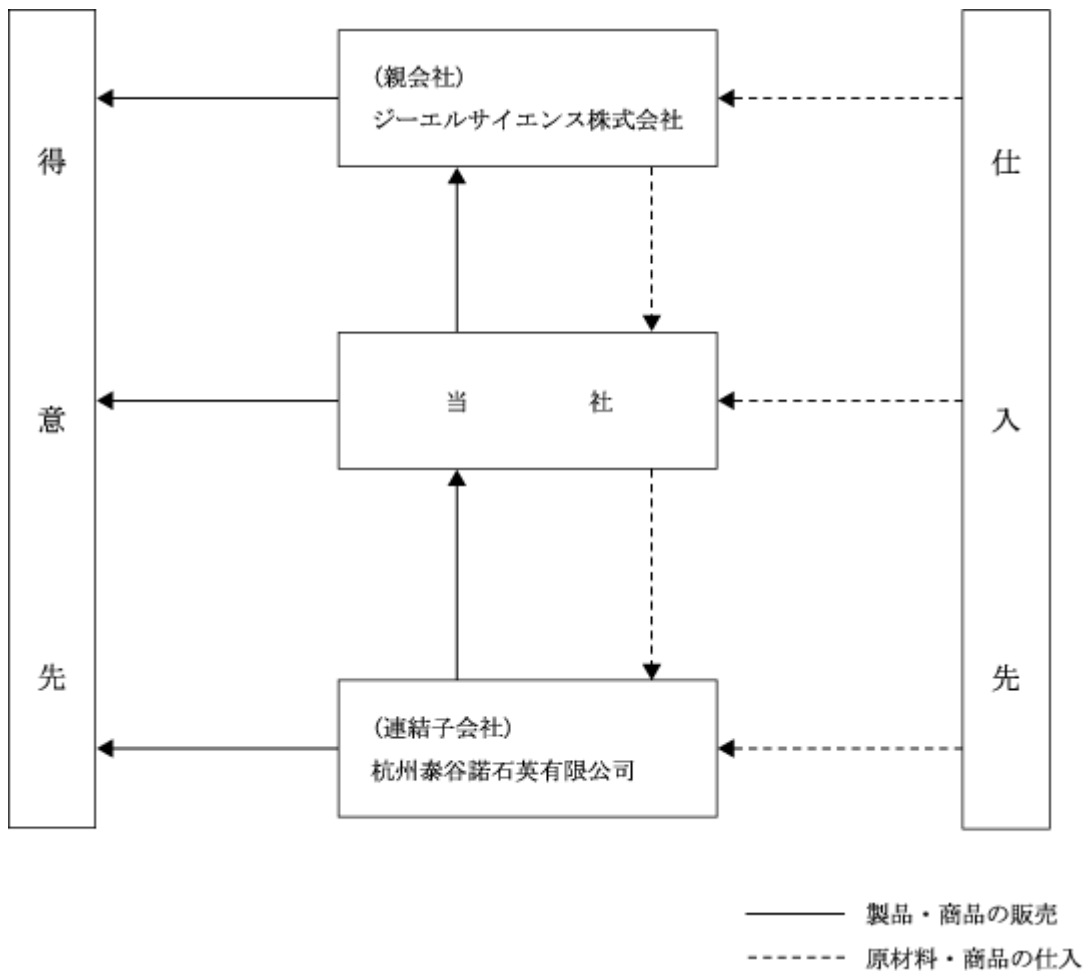 得意先
(親会社)
ジーエルサイエンス株式会社
当 社
(連結子会社)
杭州泰谷諾石英有限公司
仕入先
製品・商品の販売
原材料・商品の仕入